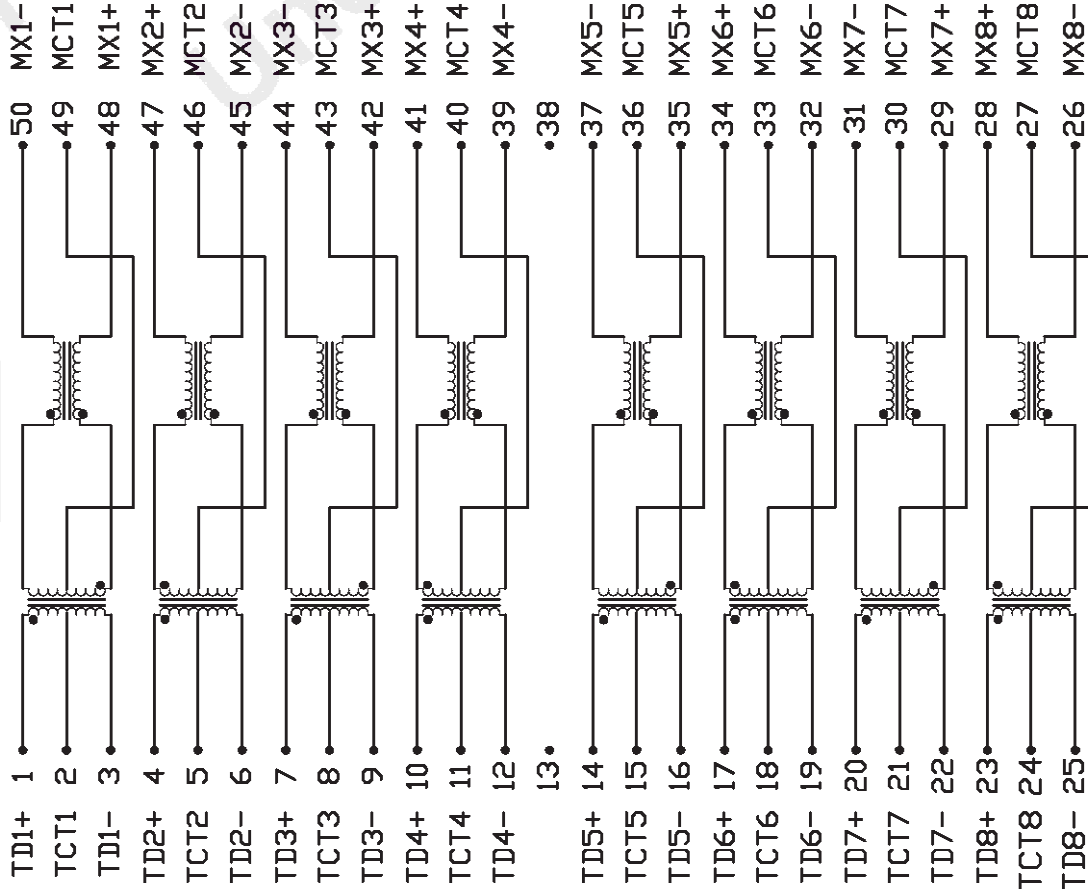 MX1-
MCT1
MX1+
MX2+
MCT2
MX2-
MX3-
MCT3
MX3+
MX4+
MCT4
MX4-
MX5-
MCT5
MX5+
MX6+
MCT6
MX6-
MX7-
MCT7
MX7+
MX8+
MCT8
MX8-
50
49
48
47
46
45
44
43
42
41
40
39
38
37
36
35
34
33
32
31
30
29
28
27
26
1
2
3
4
5
6
7
8
9
10
11
12
13
14
15
16
17
18
19
20
21
22
23
24
25
TD1+
TCT1
TD1-
TD2+
TCT2
TD2-
TD3+
TCT3
TD3-
TD4+
TCT4
TD4-
TD5+
TCT5
TD5-
TD6+
TCT6
TD6-
TD7+
TCT7
TD7-
TD8+
TCT8
TD8-